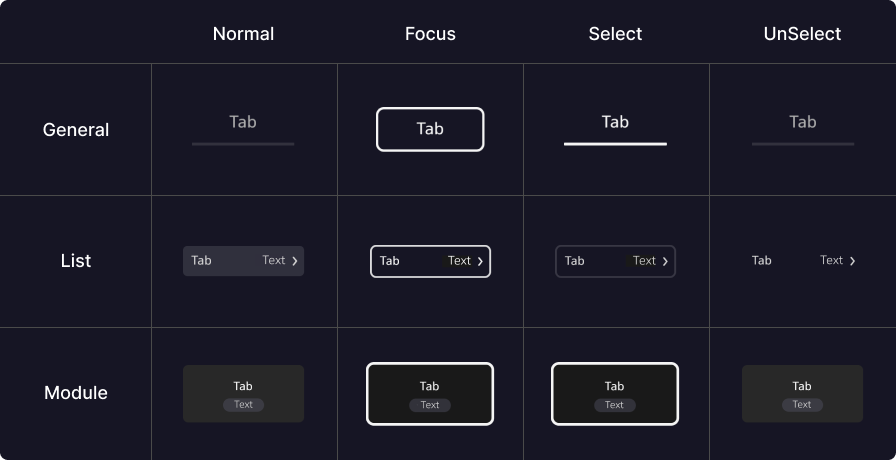 Normal Focus Select UnSelect
General Tab Tab Tab Tab
List Tab Text Tab Text Tab Text Tab Text
Module Tab Tab Tab Tab
Text Text Text Text